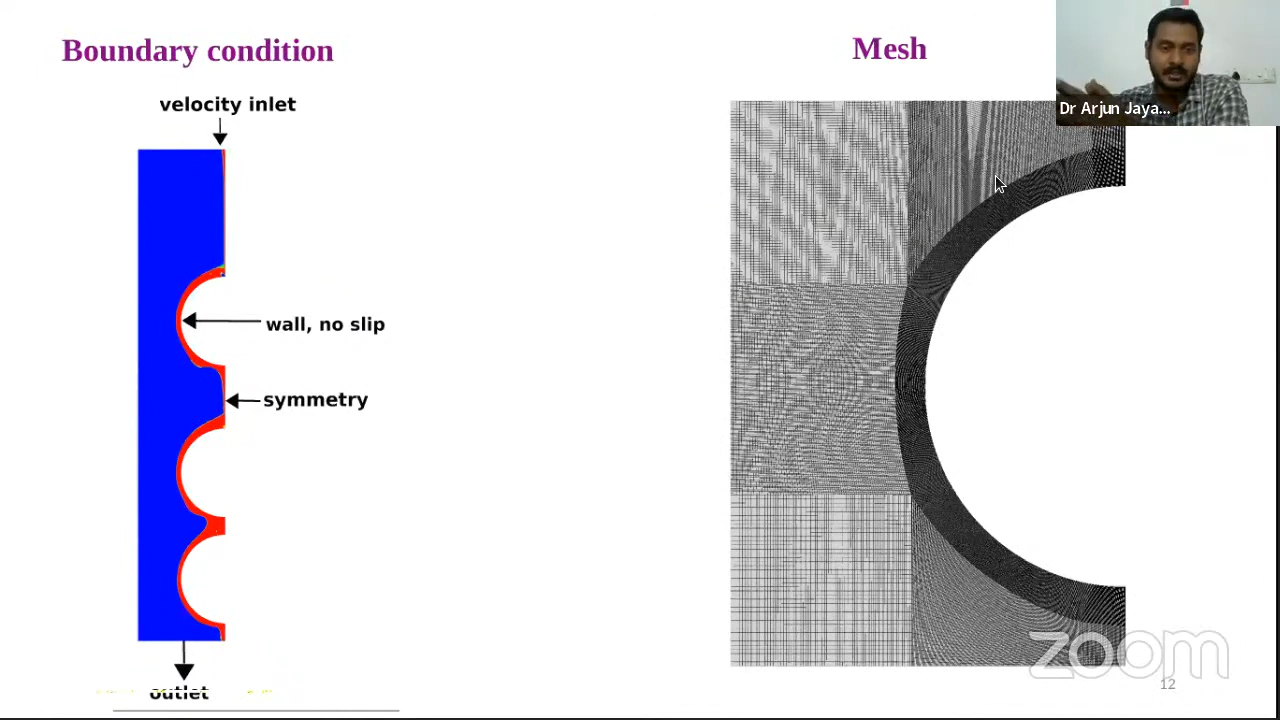 Boundary condition
Mesh
Dr Arjun Jaya...
velocity inlet
wall, no slip
symmetry
outlet
zoom
12